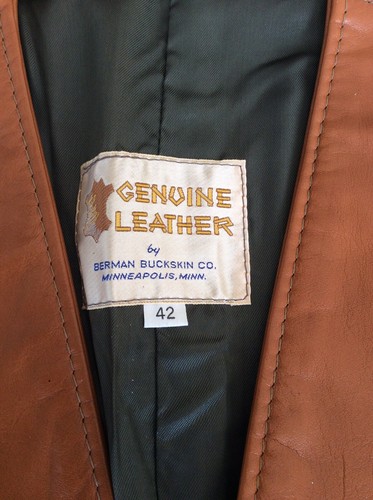 GENUINE
LEATHER
by
BERMAN BUCKSKIN CO.
MINNEAPOLIS, MINN.
42